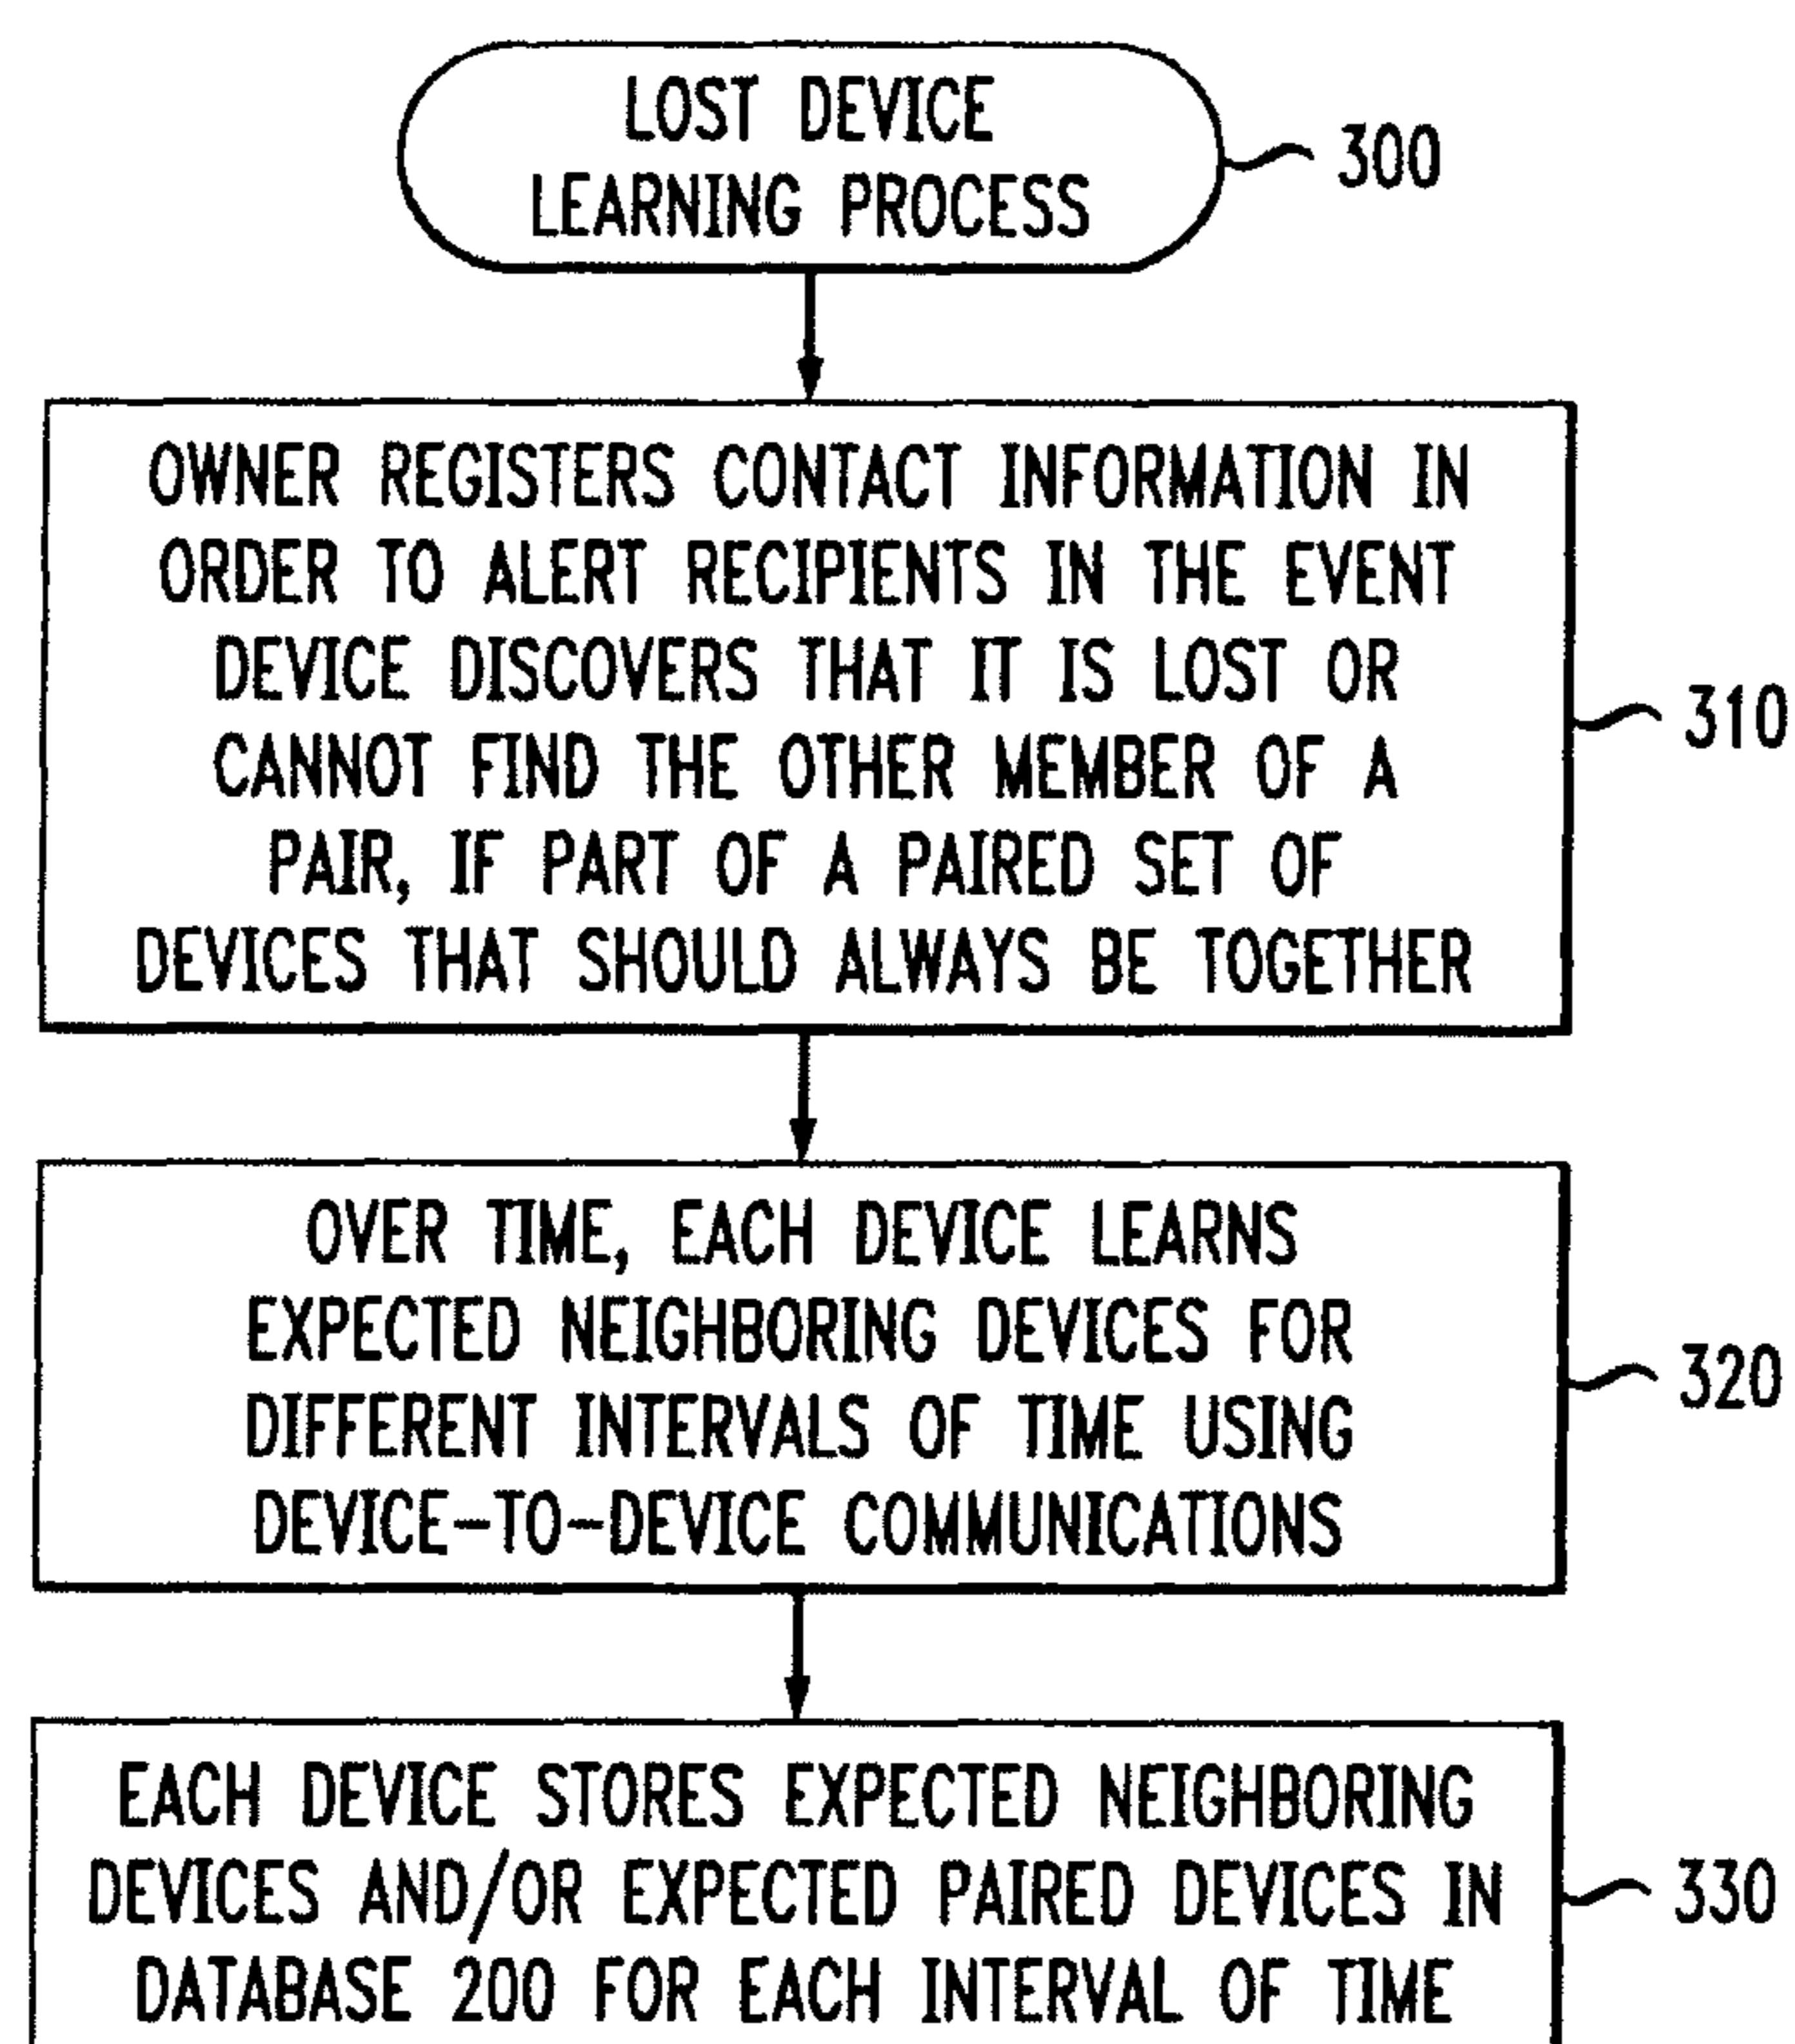 LOST DEVICE
LEARNING PROCESS
300
OWNER REGISTERS CONTACT INFORMATION IN
ORDER TO ALERT RECIPIENTS IN THE EVENT
DEVICE DISCOVERS THAT IT IS LOST OR
CANNOT FIND THE OTHER MEMBER OF A
PAIR, IF PART OF A PAIRED SET OF
DEVICES THAT SHOULD ALWAYS BE TOGETHER
310
OVER TIME, EACH DEVICE LEARNS
EXPECTED NEIGHBORING DEVICES FOR
DIFFERENT INTERVALS OF TIME USING
DEVICE-TO-DEVICE COMMUNICATIONS
320
EACH DEVICE STORES EXPECTED NEIGHBORING
DEVICES AND/OR EXPECTED PAIRED DEVICES IN
DATABASE 200 FOR EACH INTERVAL OF TIME
330